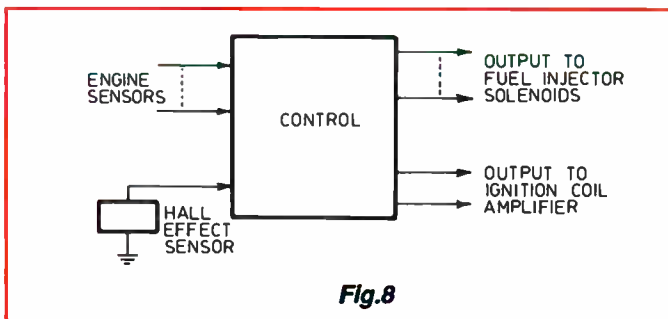 ENGINE
SENSORS
CONTROL
OUTPUT TO
FUEL INJECTOR
SOLENOIDS
OUTPUT TO
IGNITION COIL
AMPLIFIER
HALL
EFFECT
SENSOR
Fig.8